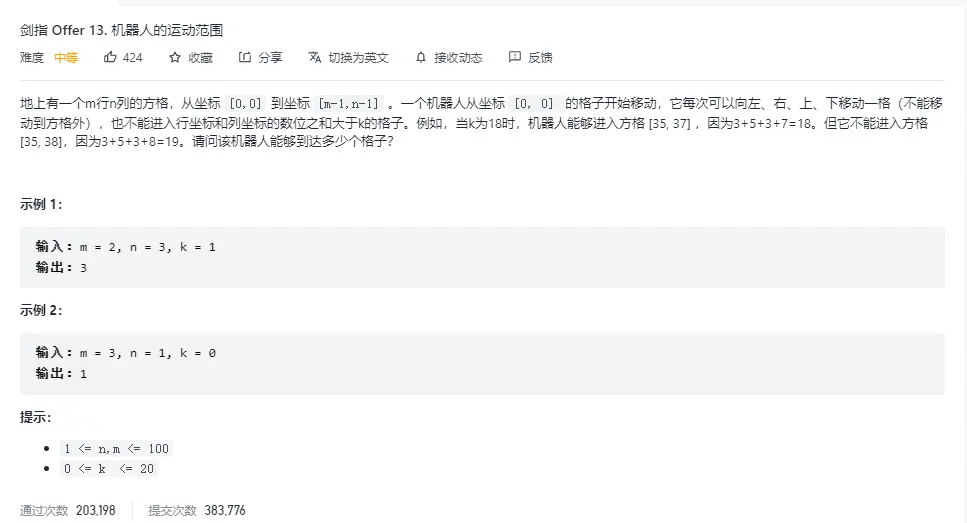 剑指 Offer 13. 机器人的运动范围
难度 中等 424 收藏 分享 切换为英文 接收动态 反馈
地上有一个m行n列的方格，从坐标 [0,0] 到坐标 [m-1,n-1] 。一个机器人从坐标 [0, 0] 的格子开始移动，它每次可以向左、右、上、下移动一格（不能移
动到方格外），也不能进入行坐标和列坐标的数位之和大于k的格子。例如，当k为18时，机器人能够进入方格 [35, 37] ，因为3+5+3+7=18。但它不能进入方格
[35, 38]，因为3+5+3+8=19。请问该机器人能够到达多少个格子？
示例 1：
输入：m = 2, n = 3, k = 1
输出：3
示例 2：
输入：m = 3, n = 1, k = 0
输出：1
提示：
1 <= n,m <= 100
0 <= k <= 20
通过次数 203,198 提交次数 383,776